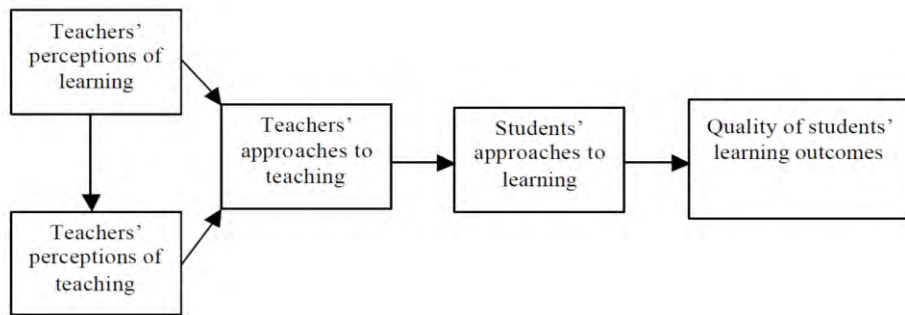 Teachers’
perceptions of
learning
Teachers’
perceptions of
teaching
Teachers’
approaches to
teaching
Students’
approaches to
learning
Quality of students’
learning outcomes